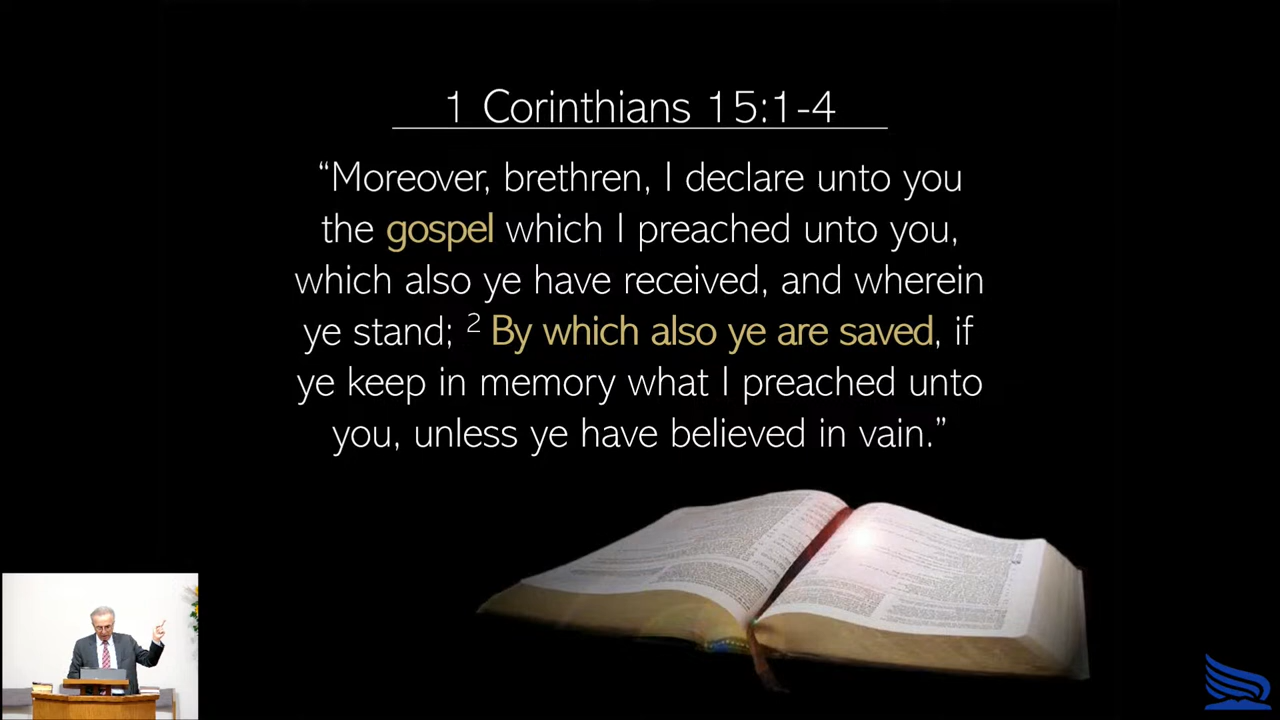 1 Corinthians 15:1-4
“Moreover, brethren, I declare unto you
the gospel which I preached unto you,
which also ye have received, and wherein
ye stand; ² By which also ye are saved, if
ye keep in memory what I preached unto
you, unless ye have believed in vain.”